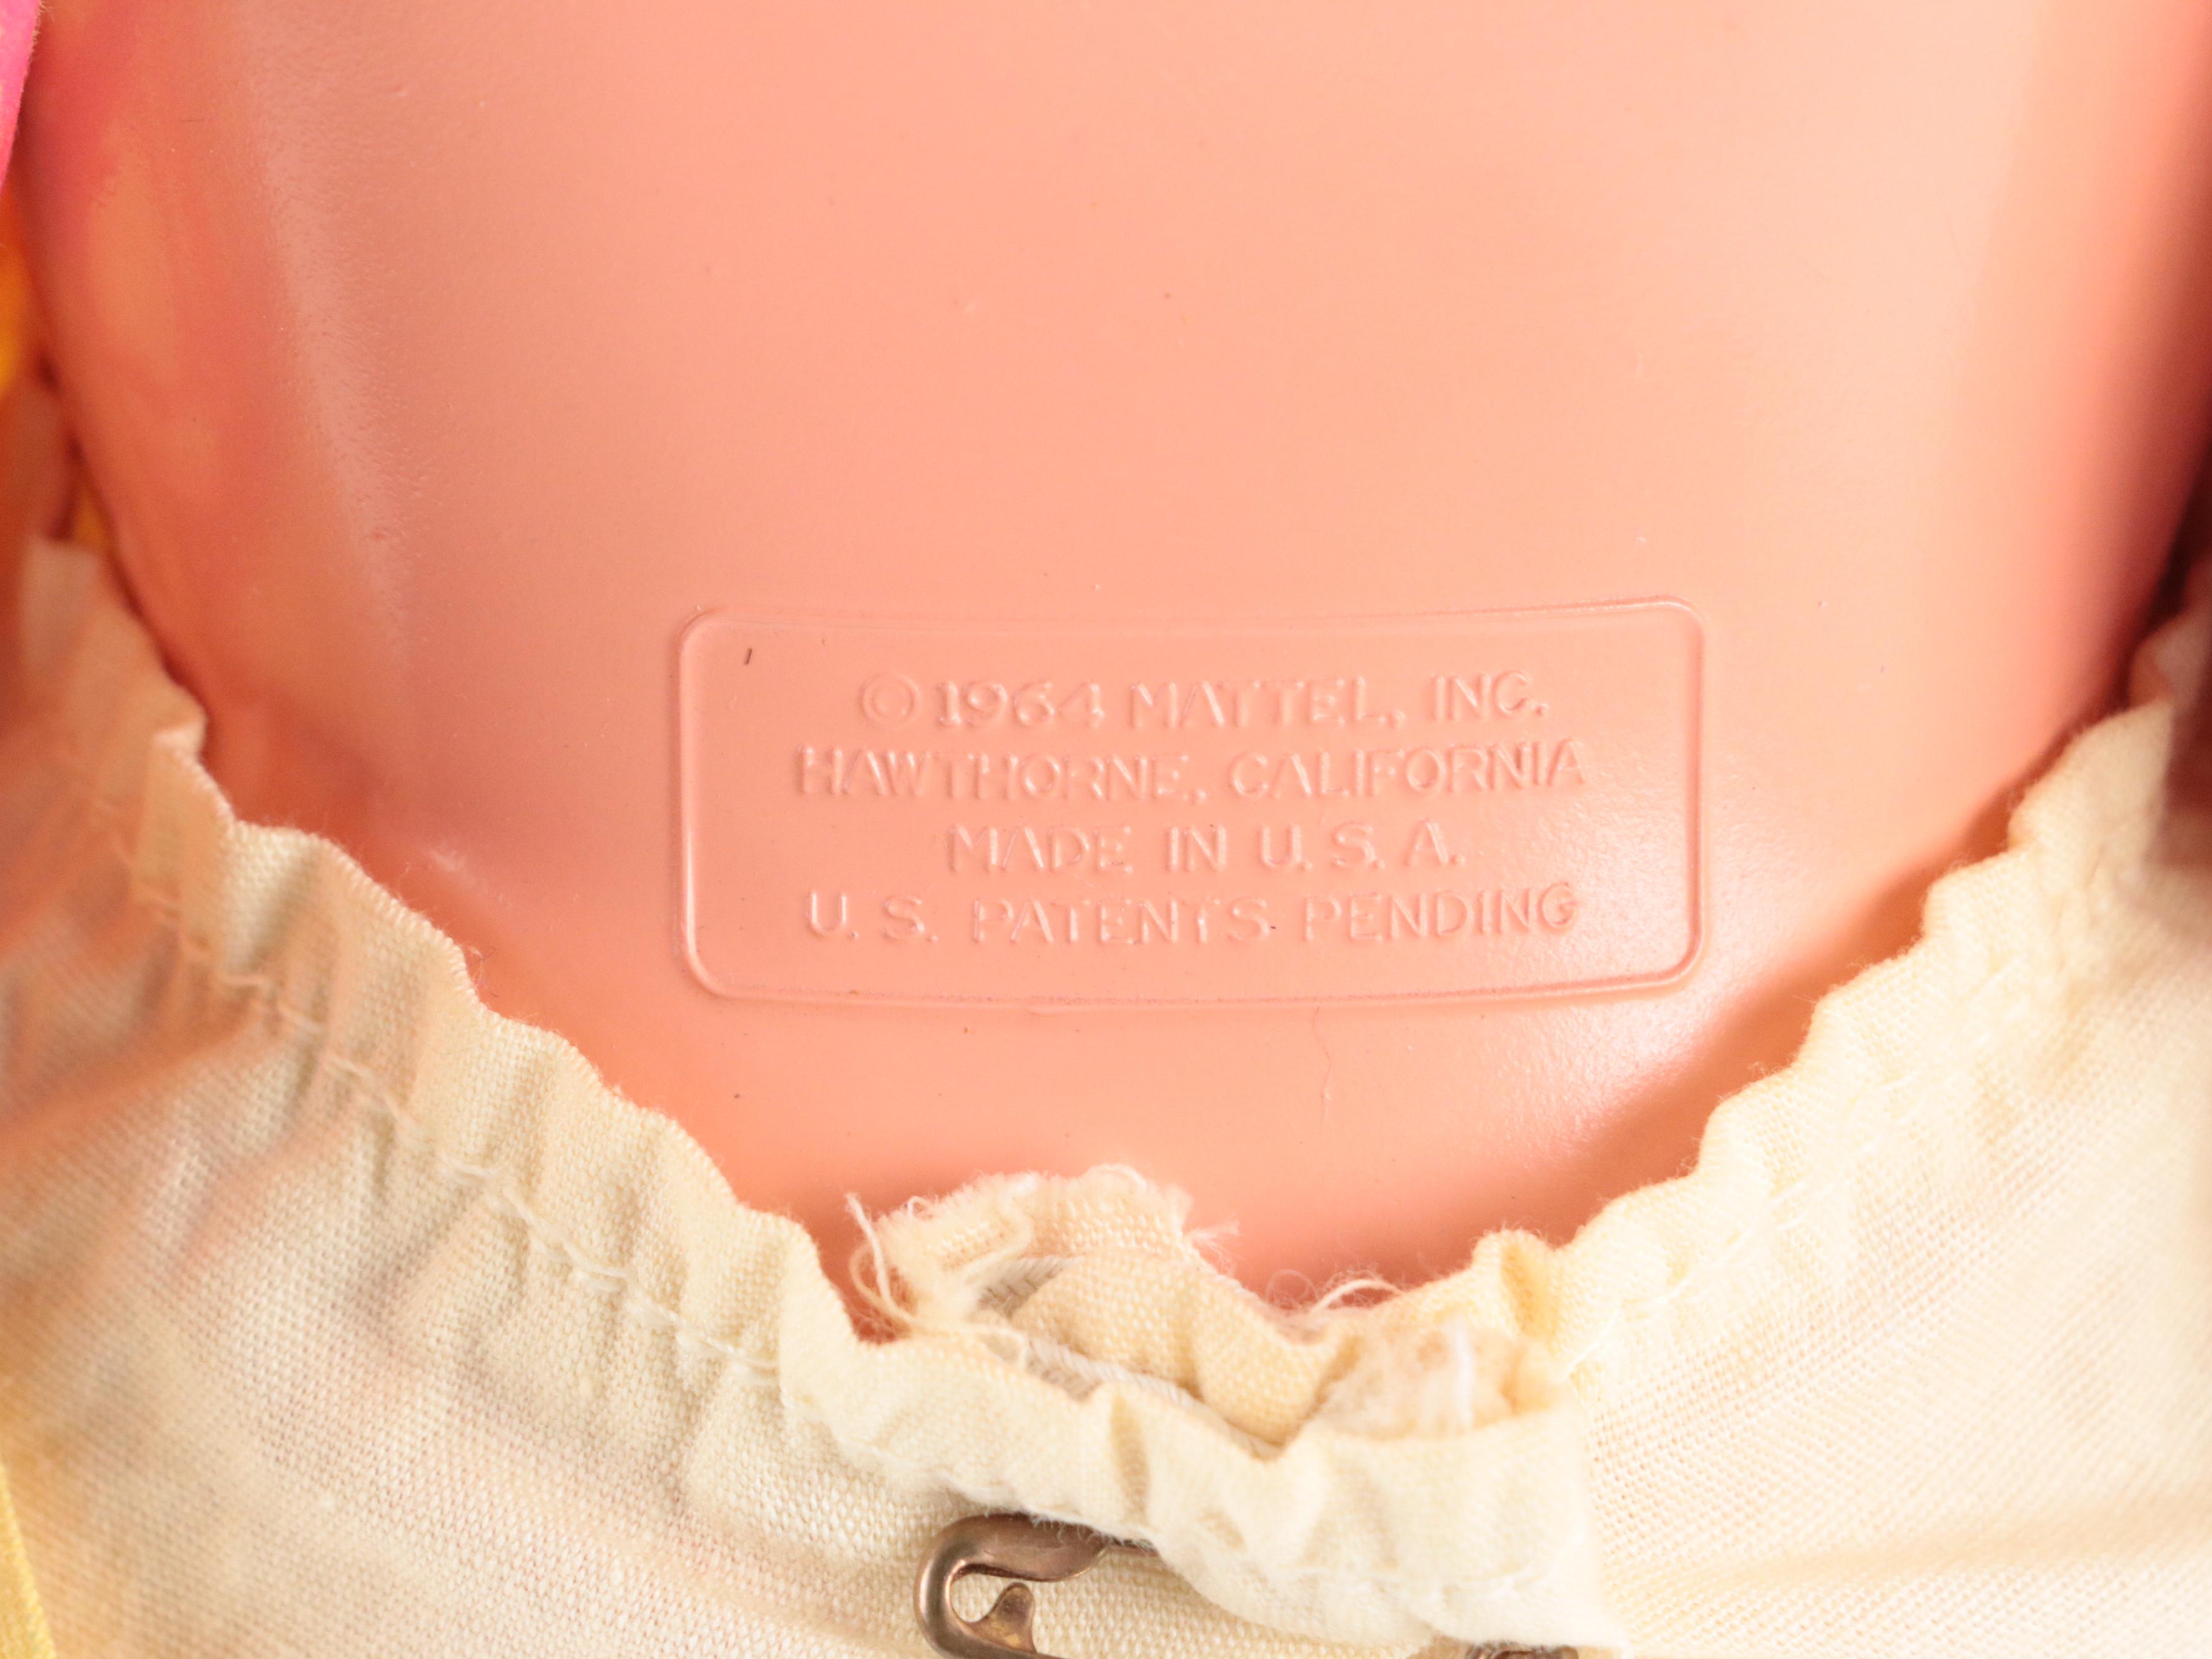 © 1964 MATTEL, INC.
HAWTHORNE, CALIFORNIA
MADE IN U.S.A.
U.S. PATENTS PENDING